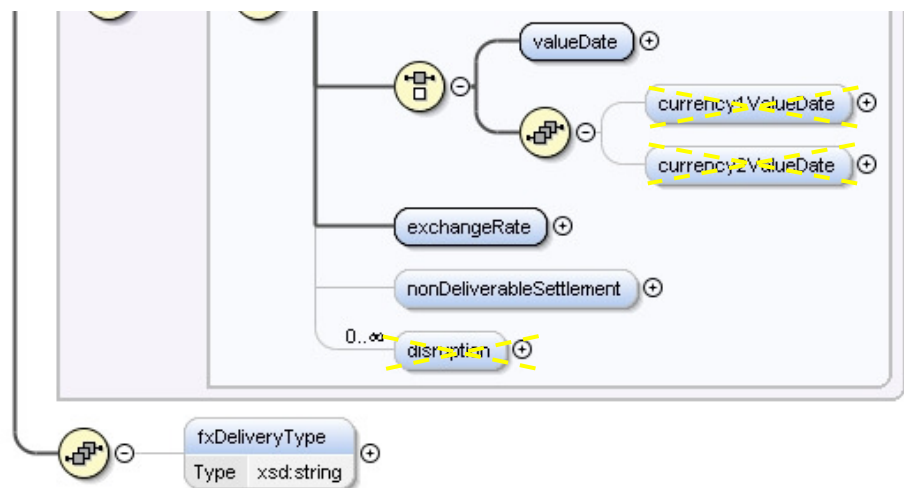 valueDate
currency1ValueDate
currency2ValueDate
exchangeRate
nonDeliverableSettlement
0..∞
disruption
fxDeliveryType
Type xsd:string